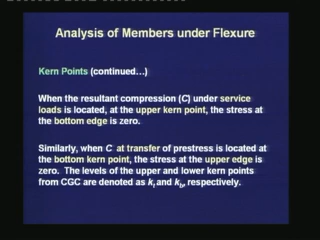 Analysis of Members under Flexure
Kern Points (continued…)
When the resultant compression (C) under service
loads is located, at the upper kern point, the stress at
the bottom edge is zero.
Similarly, when C at transfer of prestress is located at
the bottom kern point, the stress at the upper edge is
zero. The levels of the upper and lower kern points
from CGC are denoted as kt and kb, respectively.